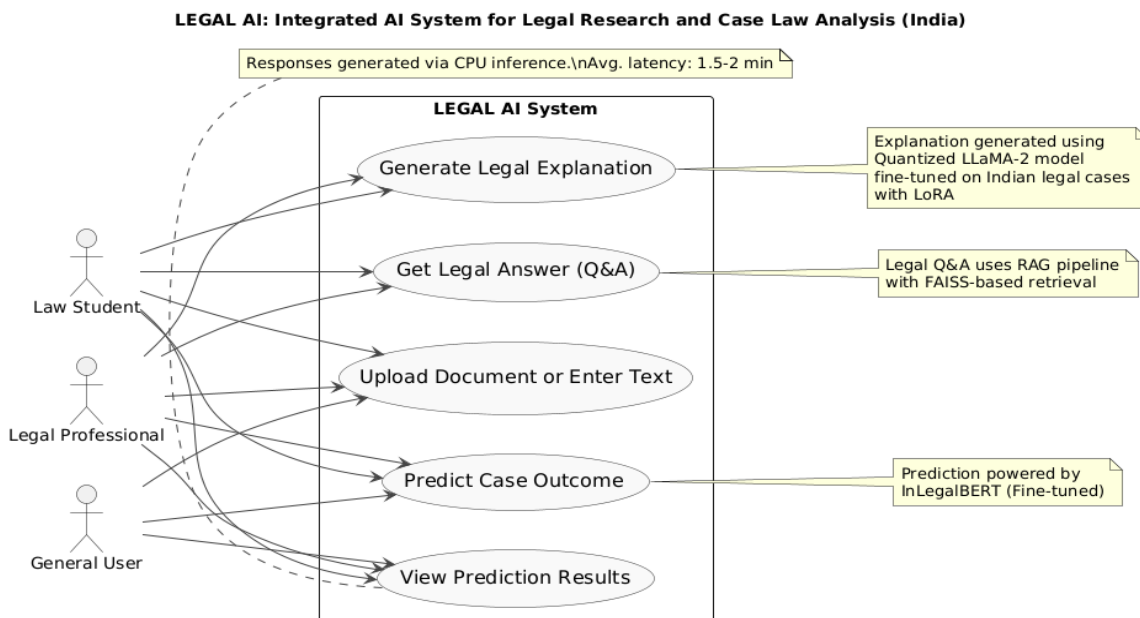 LEGAL AI: Integrated AI System for Legal Research and Case Law Analysis (India)
Responses generated via CPU inference.\nAvg. latency: 1.5-2 min
LEGAL AI System
Generate Legal Explanation
Explanation generated using
Quantized LLaMA-2 model
fine-tuned on Indian legal cases
with LoRA
Get Legal Answer (Q&A)
Legal Q&A uses RAG pipeline
with FAISS-based retrieval
Law Student
Upload Document or Enter Text
Legal Professional
Predict Case Outcome
Prediction powered by
InLegalBERT (Fine-tuned)
General User
View Prediction Results